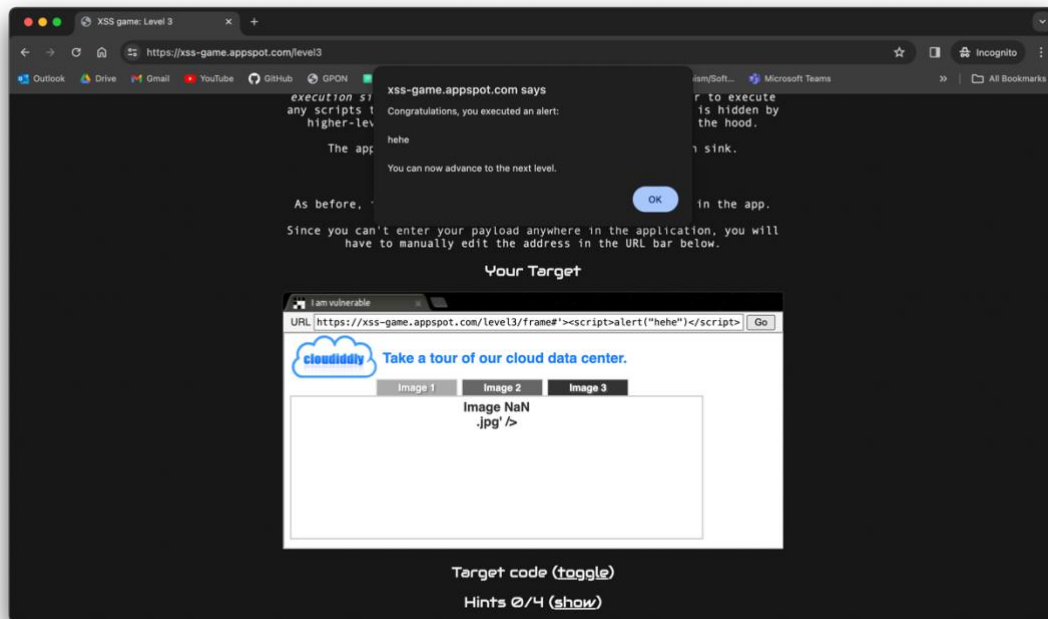 XSS game: Level 3
https://xss-game.appspot.com/level3
Incognito
Outlook Drive Gmail YouTube GitHub GPON ism/Soft... Microsoft Teams » All Bookmarks
xss-game.appspot.com says
Congratulations, you executed an alert:
hehe
You can now advance to the next level.
OK
execution r to execute
any scripts is hidden by
higher-lev the hood.
The app sink.
As before, in the app.
Since you can't enter your payload anywhere in the application, you will
have to manually edit the address in the URL bar below.
Your Target
I am vulnerable
URL https://xss-game.appspot.com/level3/frame#'><script>alert("hehe")</script> Go
cloudiddly Take a tour of our cloud data center.
Image 1 Image 2 Image 3
Image NaN
.jpg' />
Target code (toggle)
Hints 0/4 (show)